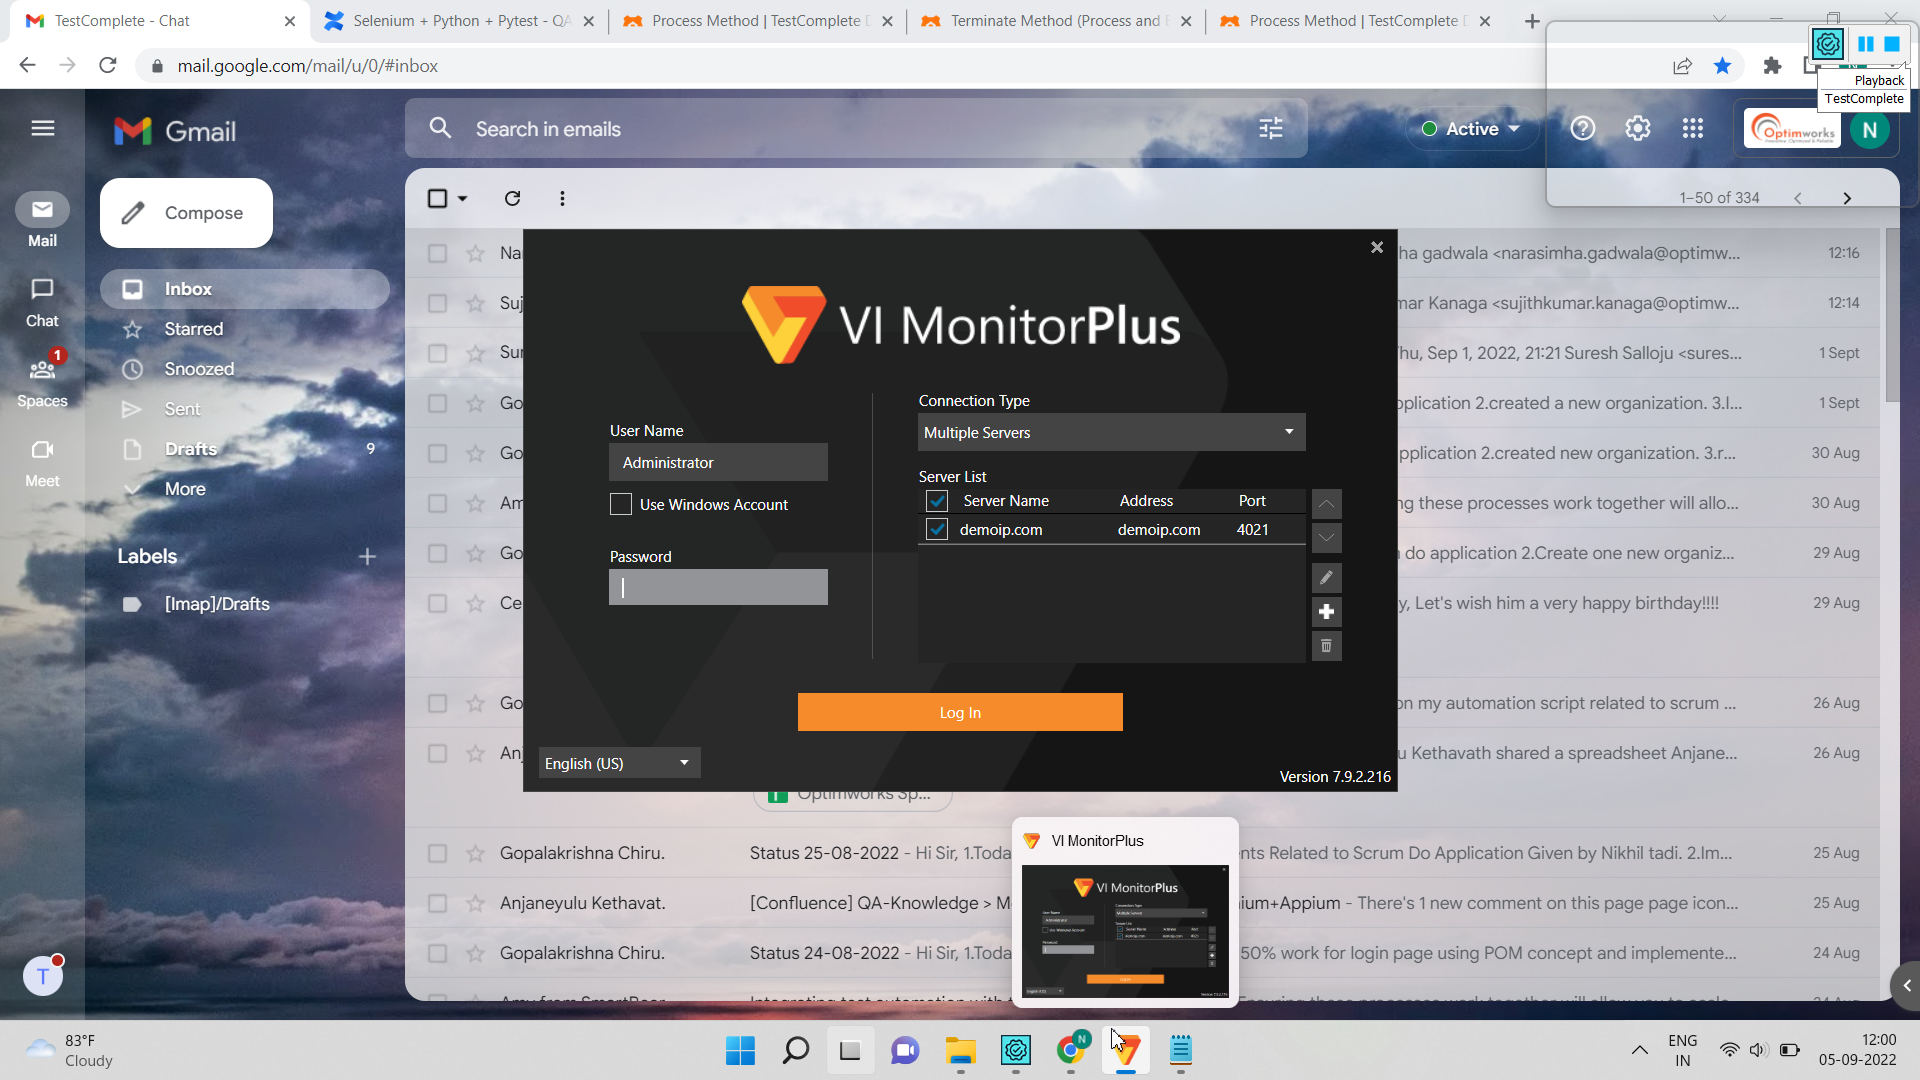 TestComplete - Chat
Selenium + Python + Pytest - QA
Process Method | TestComplete D
Terminate Method (Process and
Process Method | TestComplete D
mail.google.com/mail/u/0/#inbox
Playback
TestComplete
Gmail
Search in emails
Active
Optimworks
N
Compose
1–50 of 334
Mail
Chat
1
Spaces
Meet
Inbox
Starred
Snoozed
Sent
Drafts
9
More
Labels
[Imap]/Drafts
T
Na
ha gadwala <narasimha.gadwala@optimw...
12:16
Suj
mar Kanaga <sujithkumar.kanaga@optimw...
12:14
Sur
Thu, Sep 1, 2022, 21:21 Suresh Salloju <sures...
1 Sept
Go
pplication 2.created a new organization. 3.I...
1 Sept
Go
pplication 2.created new organization. 3.r...
30 Aug
Am
ng these processes work together will allo...
30 Aug
Go
n do application 2.Create one new organiz...
29 Aug
Ce
y, Let's wish him a very happy birthday!!!!
29 Aug
Go
on my automation script related to scrum ...
26 Aug
Anj
u Kethavath shared a spreadsheet Anjane...
26 Aug
Optimworks Sp...
Gopalakrishna Chiru.
Status 25-08-2022 - Hi Sir, 1.Toda
nts Related to Scrum Do Application Given by Nikhil tadi. 2.Im...
25 Aug
Anjaneyulu Kethavat.
[Confluence] QA-Knowledge > M
nium+Appium - There's 1 new comment on this page page icon...
25 Aug
Gopalakrishna Chiru.
Status 24-08-2022 - Hi Sir, 1.Toda
50% work for login page using POM concept and implemente...
24 Aug
VI MonitorPlus
User Name
Administrator
Use Windows Account
Password
Connection Type
Multiple Servers
Server List
Server Name Address Port
demoip.com demoip.com 4021
Log In
English (US)
Version 7.9.2.216
VI MonitorPlus
VI MonitorPlus
83°F
Cloudy
N
ENG
IN
12:00
05-09-2022